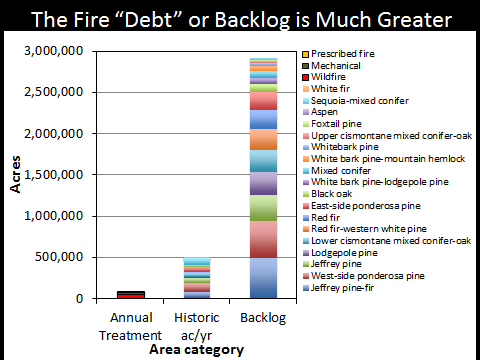 The Fire “Debt” or Backlog is Much Greater
3,000,000
2,500,000
2,000,000
1,500,000
1,000,000
500,000
0
Acres
Annual Treatment
Historic ac/yr
Backlog
Area category
Prescribed fire
Mechanical
Wildfire
White fir
Sequoia-mixed conifer
Aspen
Foxtail pine
Upper cismontane mixed conifer-oak
Whitebark pine
White bark pine-mountain hemlock
Mixed conifer
White bark pine-lodgepole pine
Black oak
East-side ponderosa pine
Red fir
Red fir-western white pine
Lower cismontane mixed conifer-oak
Lodgepole pine
Jeffrey pine
West-side ponderosa pine
Jeffrey pine-fir